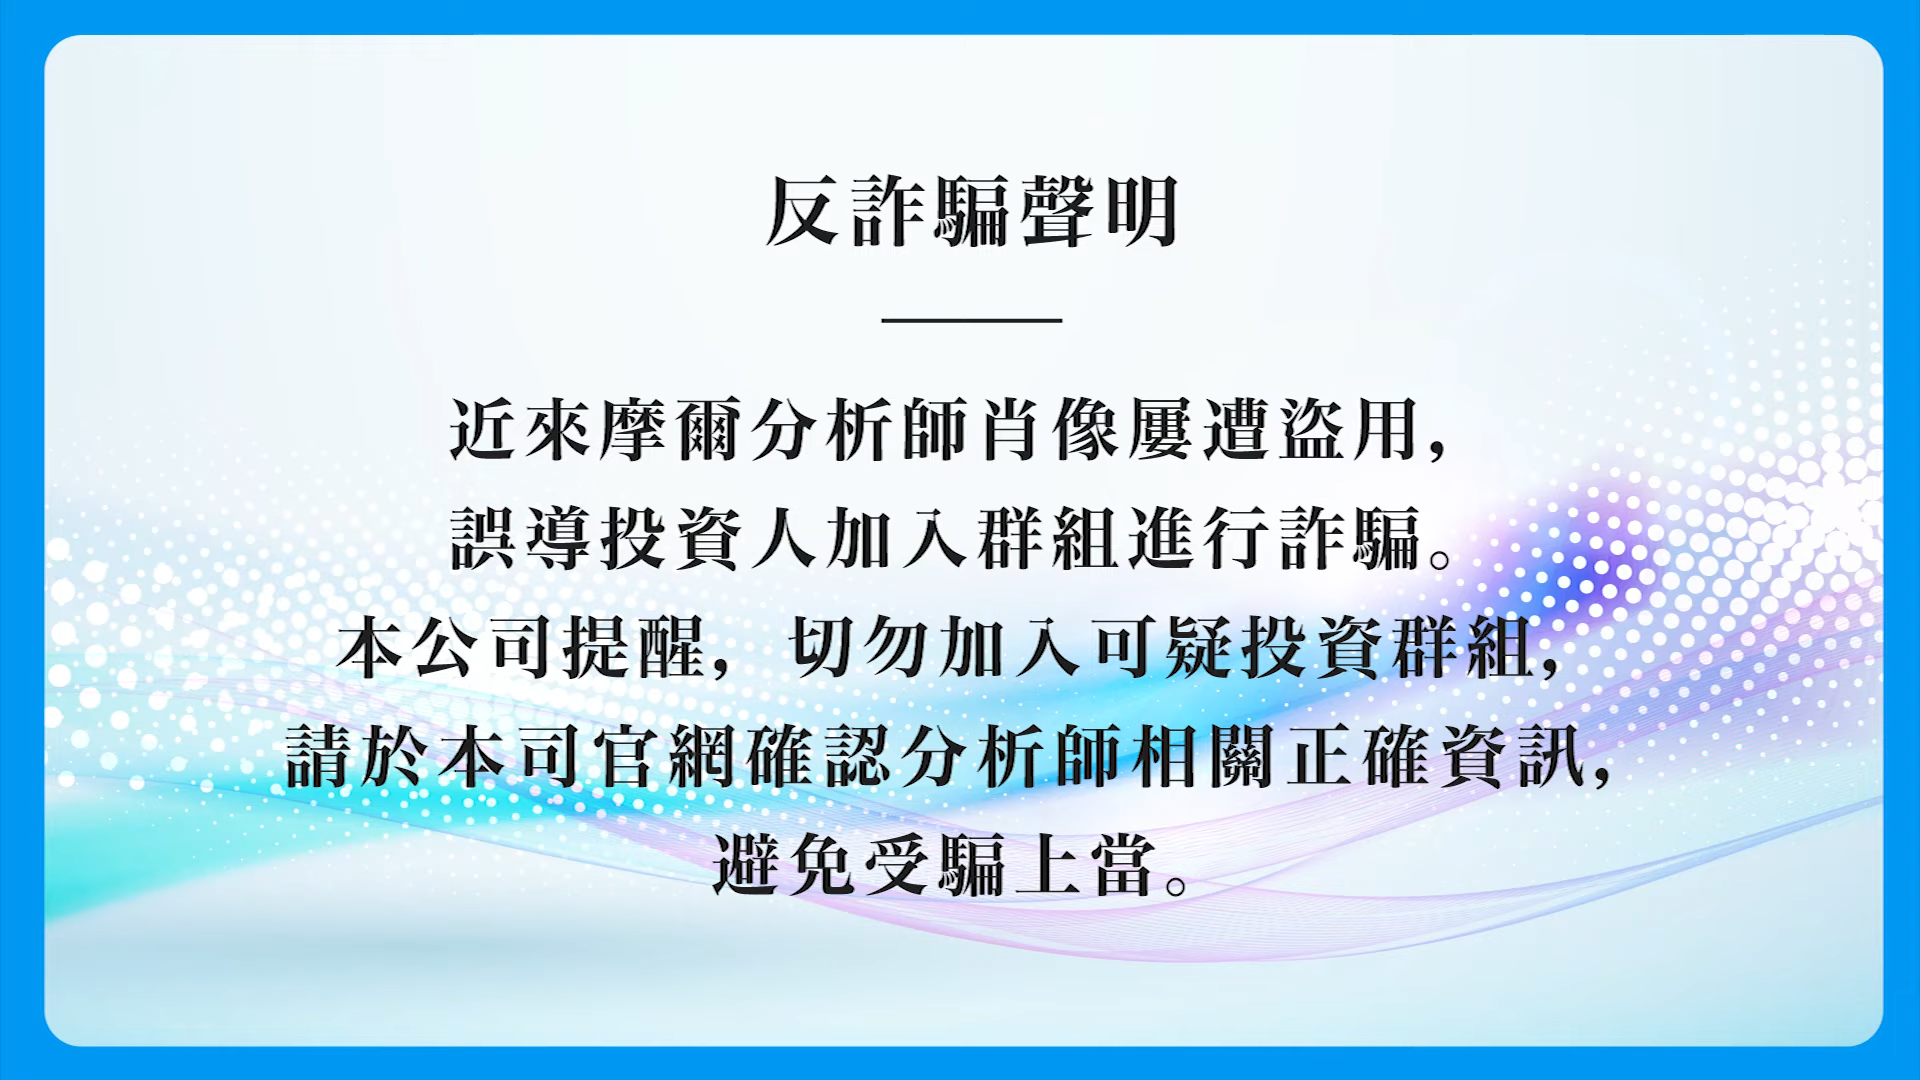 反詐騙聲明
近來摩爾分析師肖像屢遭盜用，
誤導投資人加入群組進行詐騙。
本公司提醒，切勿加入可疑投資群組，
請於本司官網確認分析師相關正確資訊，
避免受騙上當。